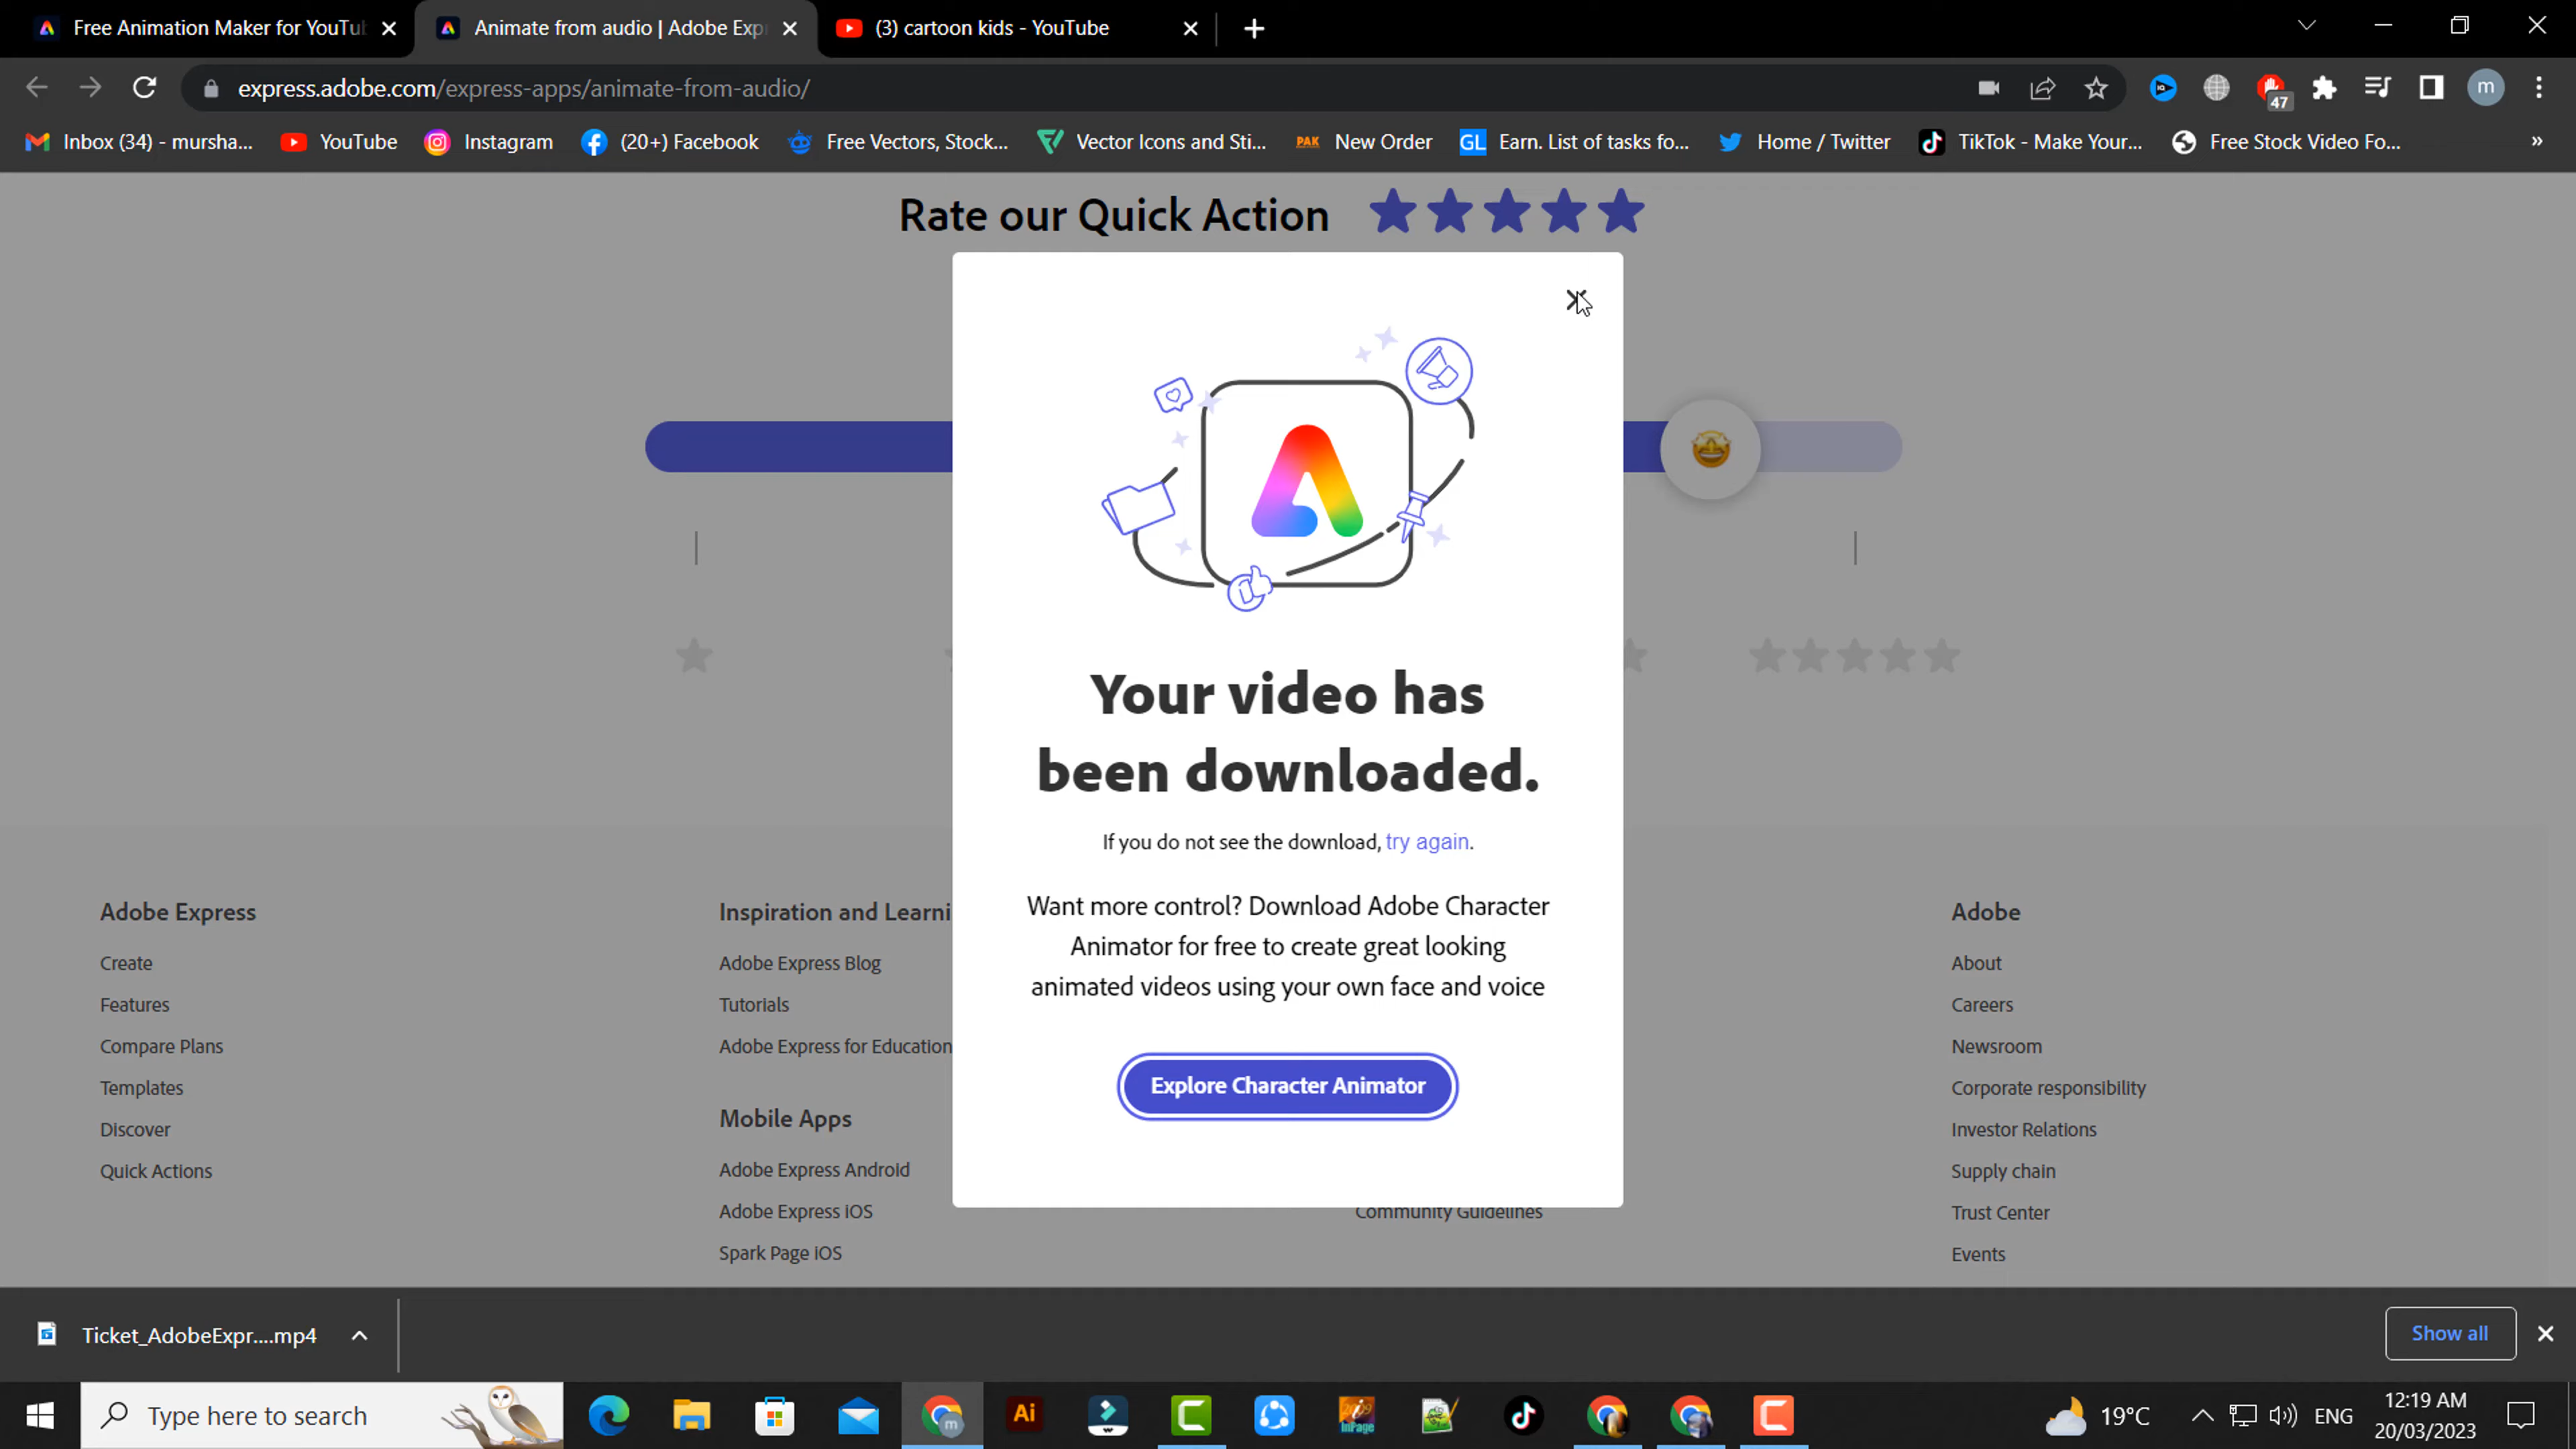 Free Animation Maker for YouTub
Animate from audio | Adobe Exp
(3) cartoon kids - YouTube
express.adobe.com/express-apps/animate-from-audio/
47
m
Inbox (34) - mursha...
YouTube
Instagram
(20+) Facebook
Free Vectors, Stock...
Vector Icons and Sti...
PAK
New Order
GL
Earn. List of tasks fo...
Home / Twitter
TikTok - Make Your...
Free Stock Video Fo...
»
Rate our Quick Action
Your video has
been downloaded.
If you do not see the download, try again.
Want more control? Download Adobe Character
Animator for free to create great looking
animated videos using your own face and voice
Explore Character Animator
Adobe Express
Create
Features
Compare Plans
Templates
Discover
Quick Actions
Inspiration and Learni
Adobe Express Blog
Tutorials
Adobe Express for Education
Mobile Apps
Adobe Express Android
Adobe Express iOS
Spark Page iOS
Community Guidelines
Adobe
About
Careers
Newsroom
Corporate responsibility
Investor Relations
Supply chain
Trust Center
Events
Ticket_AdobeExpr....mp4
Show all
Type here to search
m
Ai
InPage
19°C
ENG
12:19 AM
20/03/2023